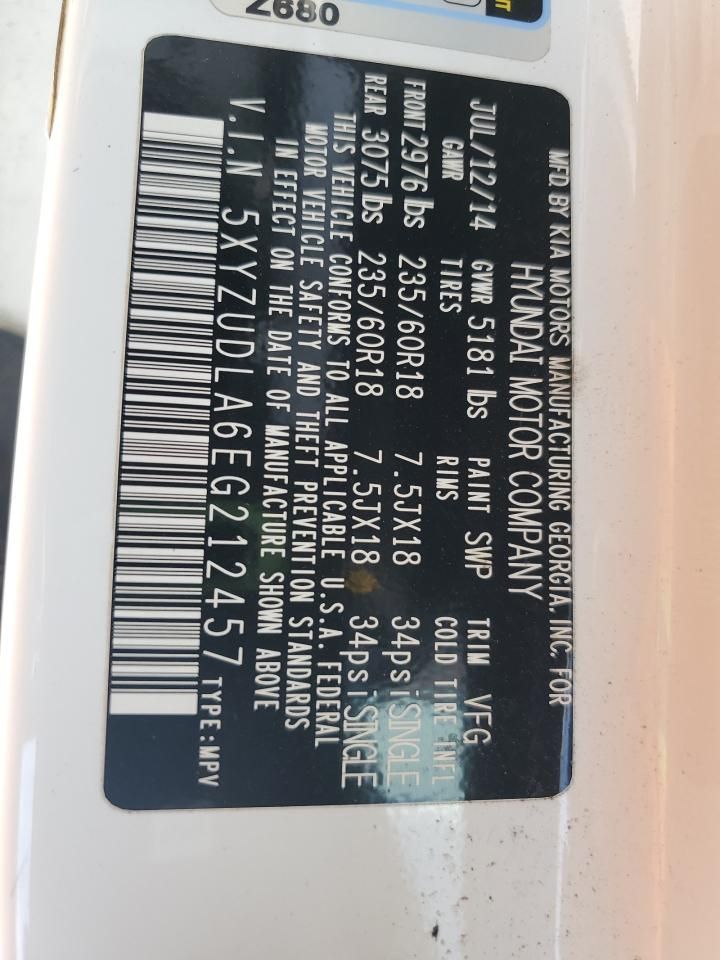 Z680
MFD BY KIA MOTORS MANUFACTURING GEORGIA, INC. FOR
HYUNDAI MOTOR COMPANY
JUL/12/14 GVWR 5181 lbs PAINT SWP TRIM VFG
GAWR TIRES RIMS COLD TIRE INFL
FRONT 2976 lbs 235/60R18 7.5JX18 34psi SINGLE
REAR 3075 lbs 235/60R18 7.5JX18 34psi SINGLE
THIS VEHICLE CONFORMS TO ALL APPLICABLE U.S.A. FEDERAL
MOTOR VEHICLE SAFETY AND THEFT PREVENTION STANDARDS
IN EFFECT ON THE DATE OF MANUFACTURE SHOWN ABOVE
V.I.N 5XYZUDLA6EG212457 TYPE:MPV